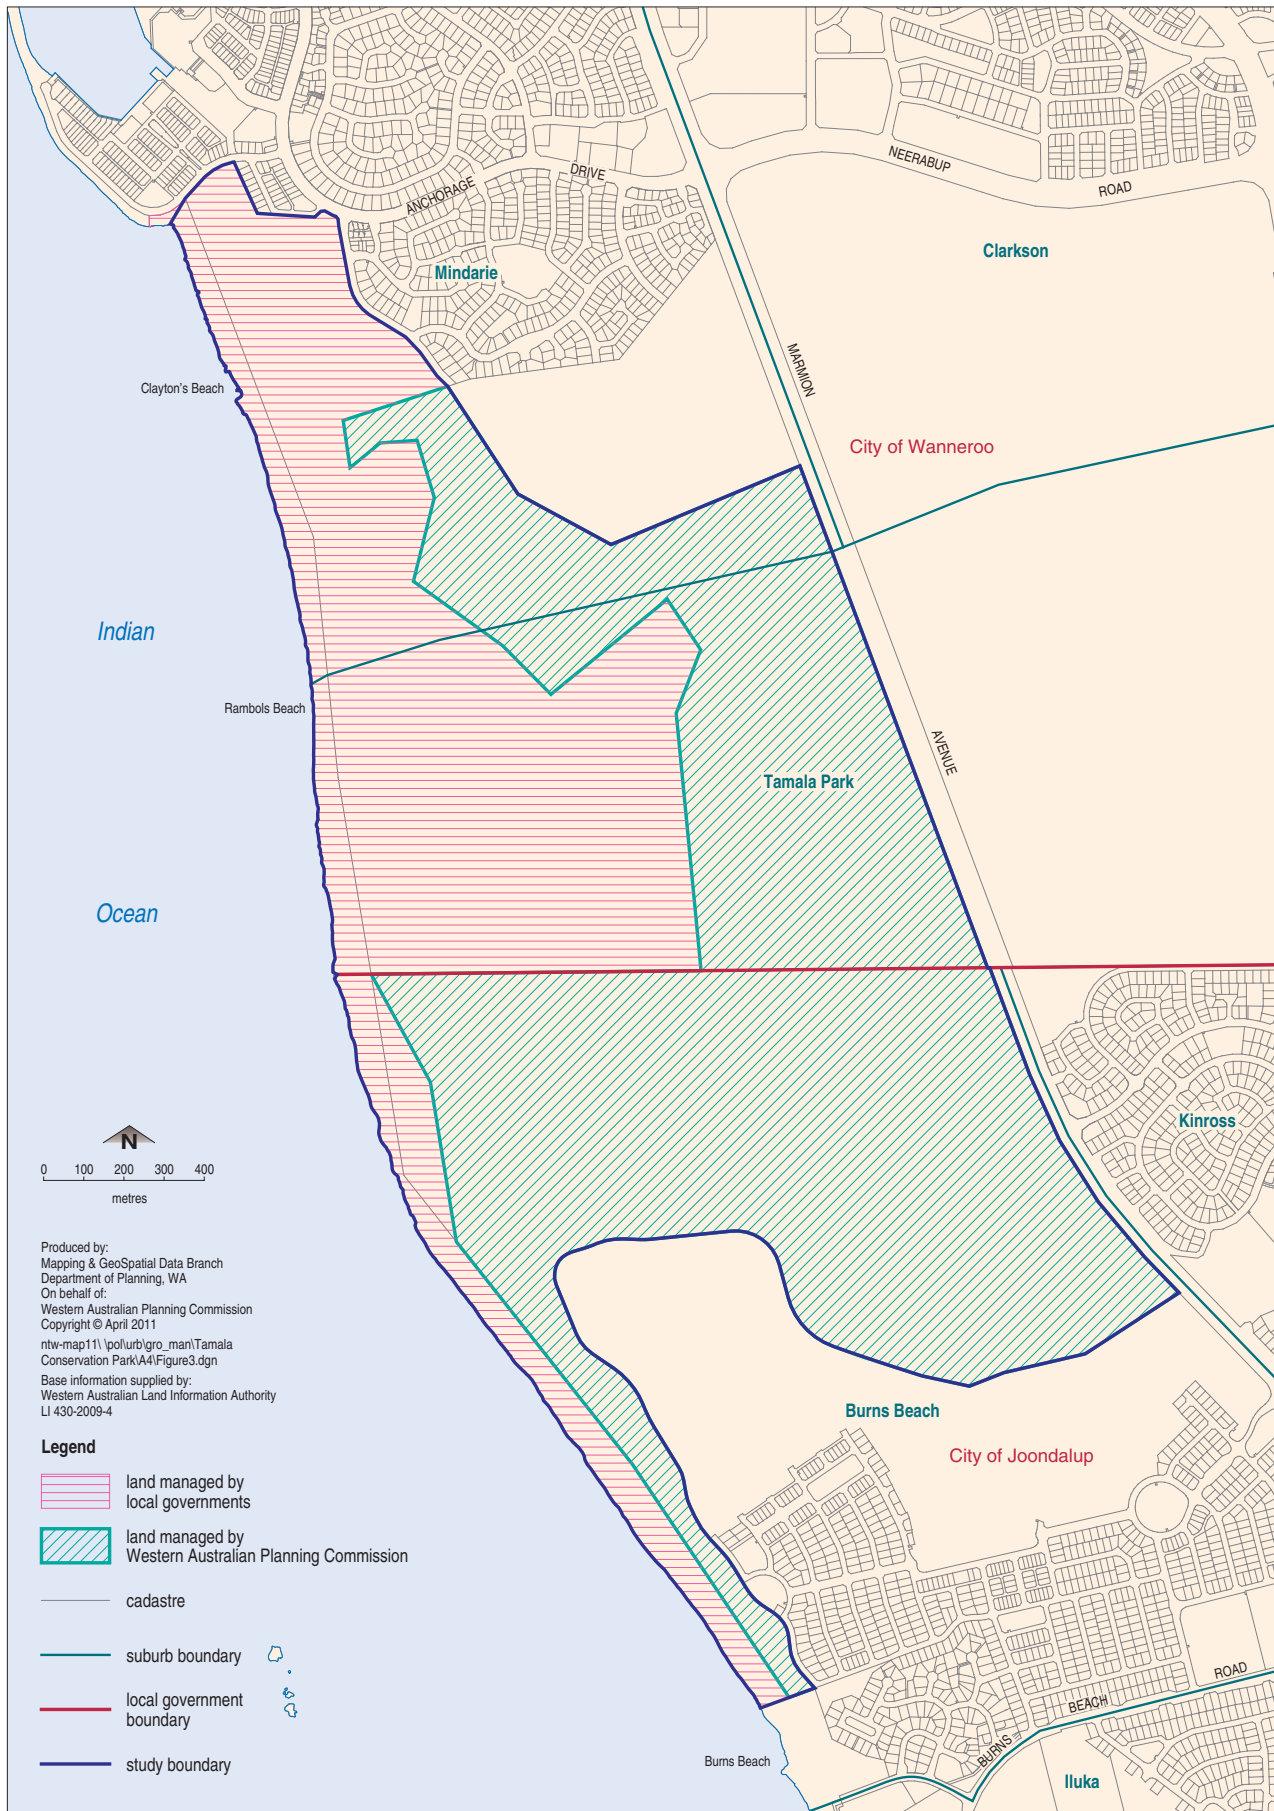 NEERABUP
ROAD
DRIVE
ANCHORAGE
Clarkson
Mindarie
MARMION
Clayton's Beach
City of Wanneroo
Indian
Rambols Beach
AVENUE
Tamala Park
Ocean
Kinross
N
0 100 200 300 400
metres
Produced by:
Mapping & GeoSpatial Data Branch
Department of Planning, WA
On behalf of:
Western Australian Planning Commission
Copyright © April 2011
ntw-map11\ \pol\urb\gro_man\Tamala
Conservation Park\A4\Figure3.dgn
Base information supplied by:
Western Australian Land Information Authority
LI 430-2009-4
Burns Beach
City of Joondalup
Legend
land managed by
local governments
land managed by
Western Australian Planning Commission
cadastre
suburb boundary
local government
boundary
study boundary
ROAD
BEACH
BURNS
Burns Beach
Iluka